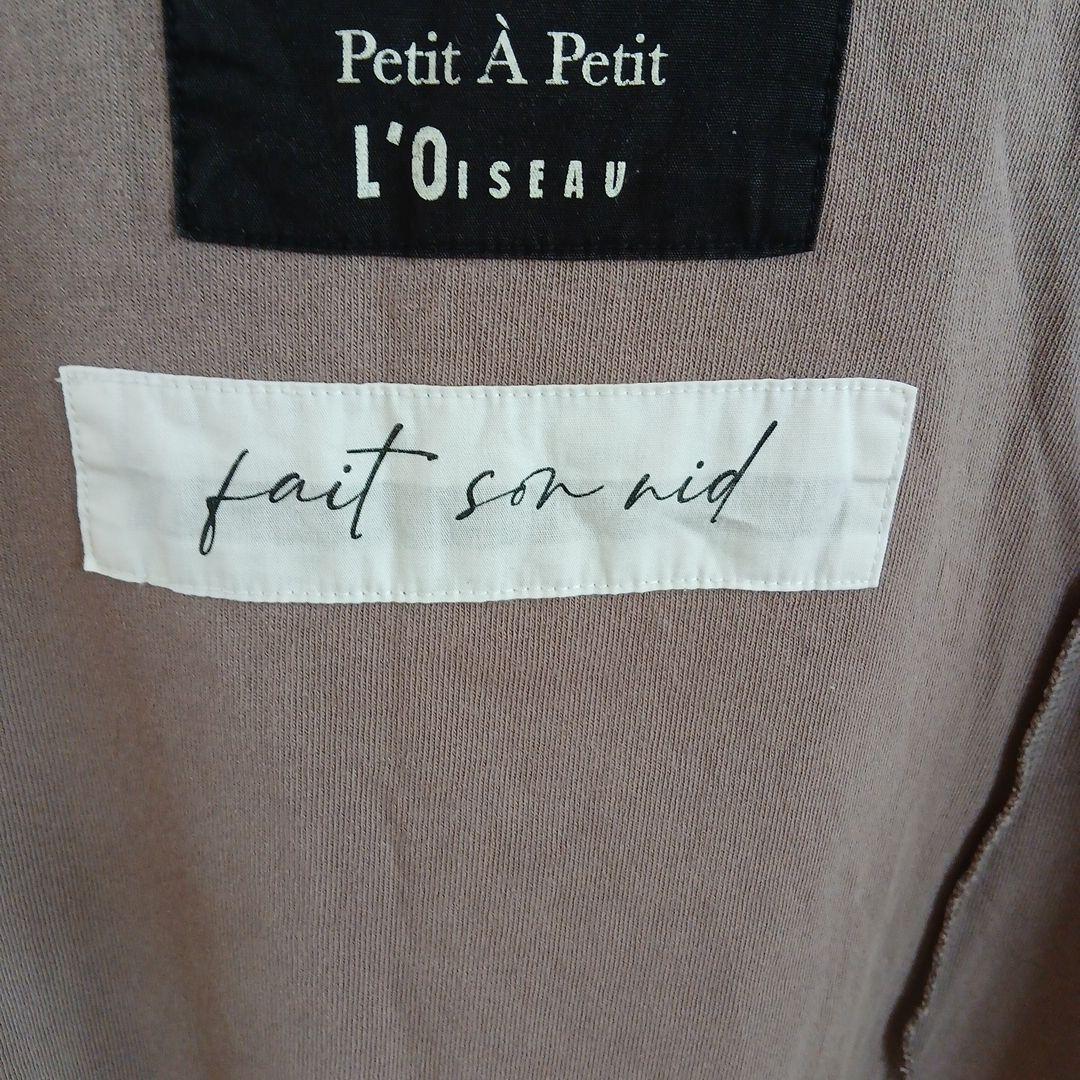 Petit À Petit
L'OISEAU
fait son nid